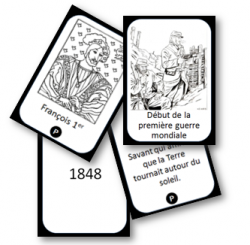 François 1er
P
Début de la
première guerre
mondiale
1848
Savant qui
que la Terre
tournait autour du
soleil.
P